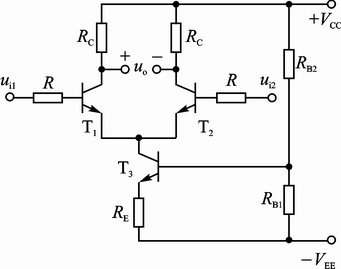 +V_CC
R_C
R_C
+ u_o −
R_B2
u_i1
R
R
u_i2
T_1
T_2
T_3
R_B1
R_E
−V_EE